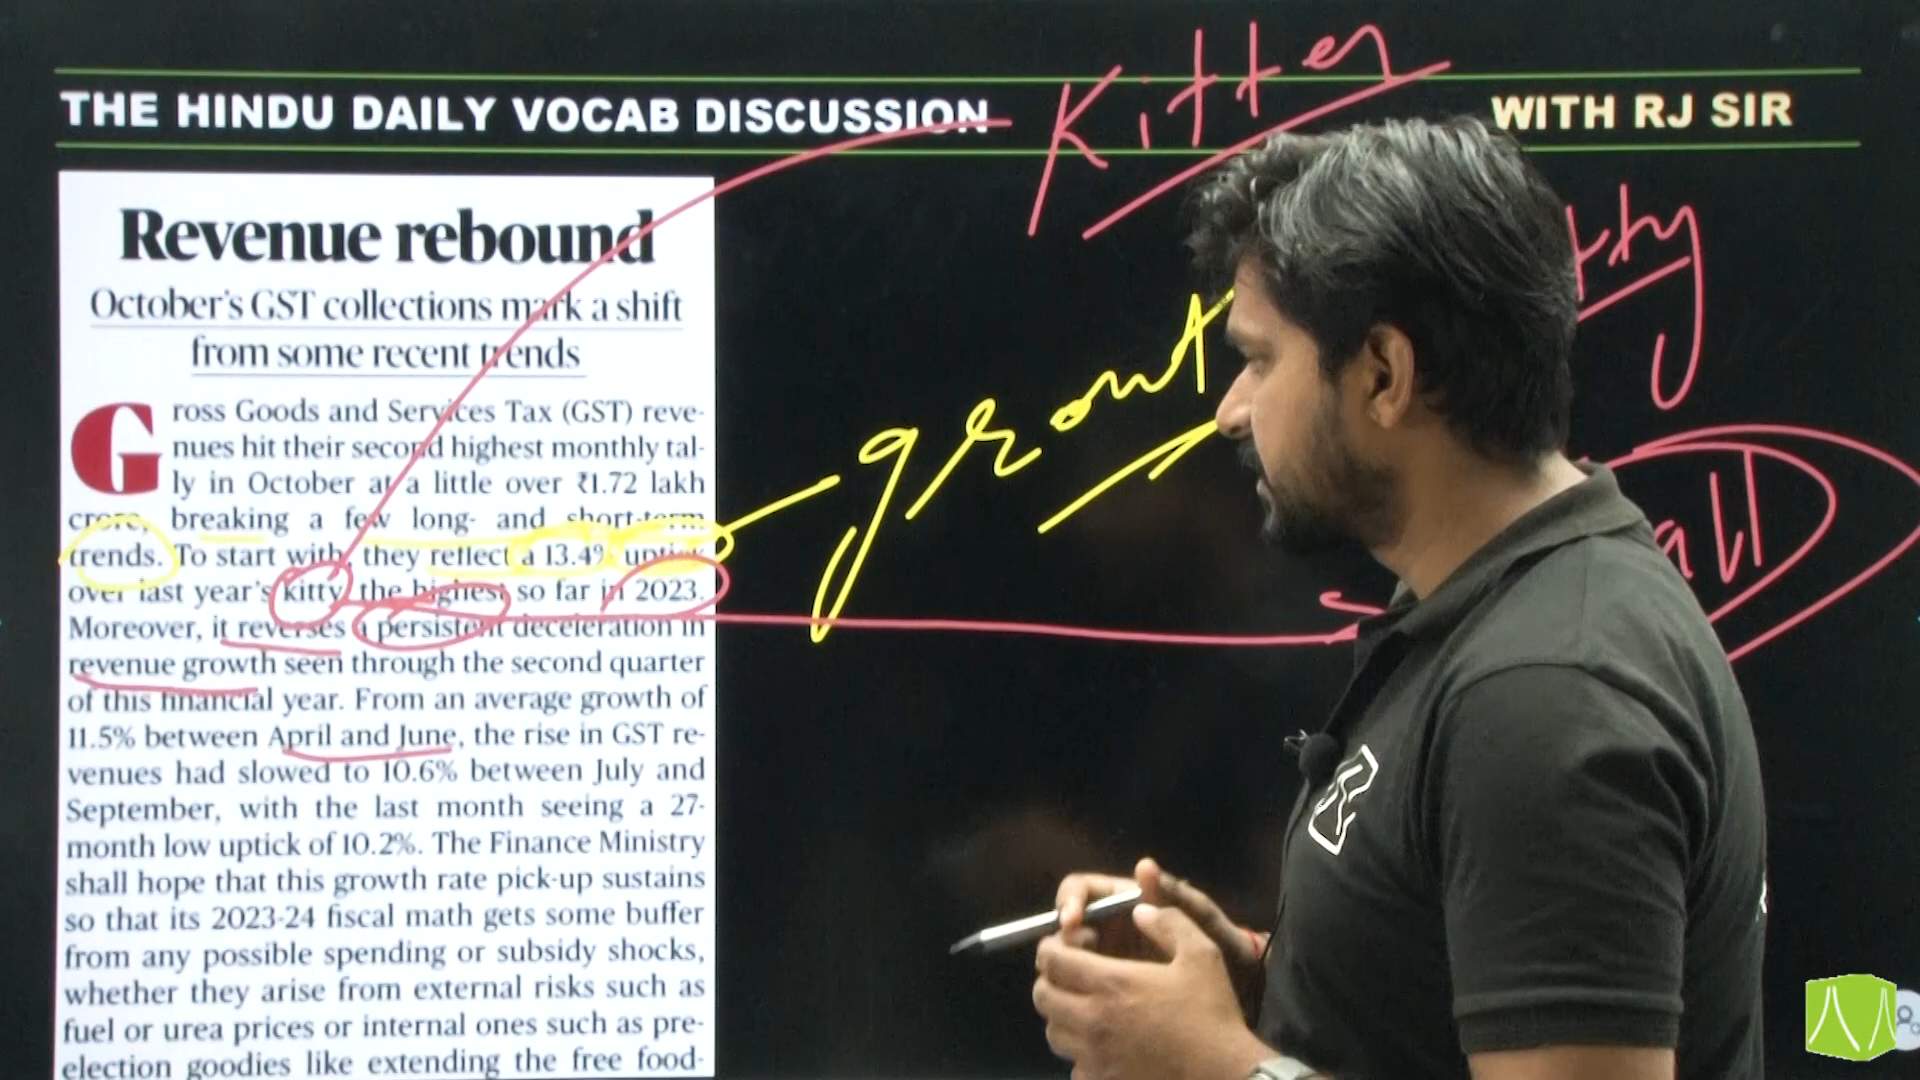 THE HINDU DAILY VOCAB DISCUSSION
WITH RJ SIR
Kitten
Revenue rebound
October's GST collections mark a shift
from some recent trends
Gross Goods and Services Tax (GST) reve-
nues hit their second highest monthly tal-
ly in October at a little over ₹1.72 lakh
crore, breaking a few long- and short-term
trends. To start with, they reflect a 13.4% uptick
over last year's kitty, the highest so far in 2023.
Moreover, it reverses a persistent deceleration in
revenue growth seen through the second quarter
of this financial year. From an average growth of
11.5% between April and June, the rise in GST re-
venues had slowed to 10.6% between July and
September, with the last month seeing a 27-
month low uptick of 10.2%. The Finance Ministry
shall hope that this growth rate pick-up sustains
so that its 2023-24 fiscal math gets some buffer
from any possible spending or subsidy shocks,
whether they arise from external risks such as
fuel or urea prices or internal ones such as pre-
election goodies like extending the free food-